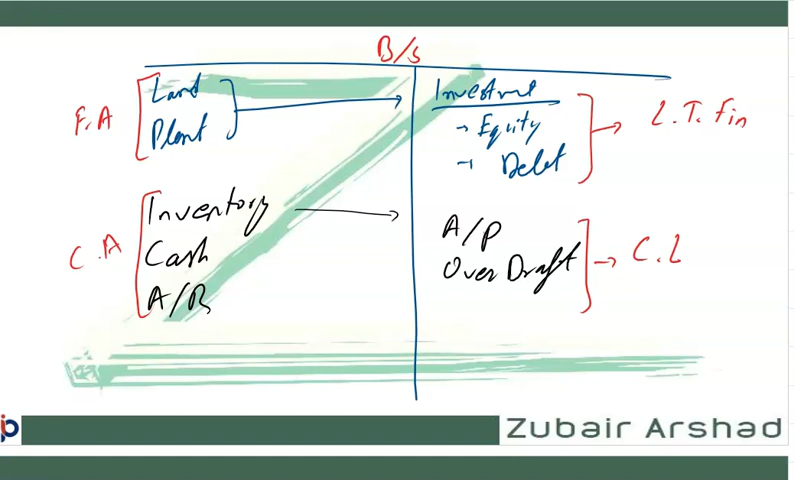 B/S
F.A
Land
Plant
Investment
→ Equity
→ Debt
→ L.T. Fin
C.A
Inventory
Cash
A/R
A/P
Over Draft
→ C.L
Zubair Arshad